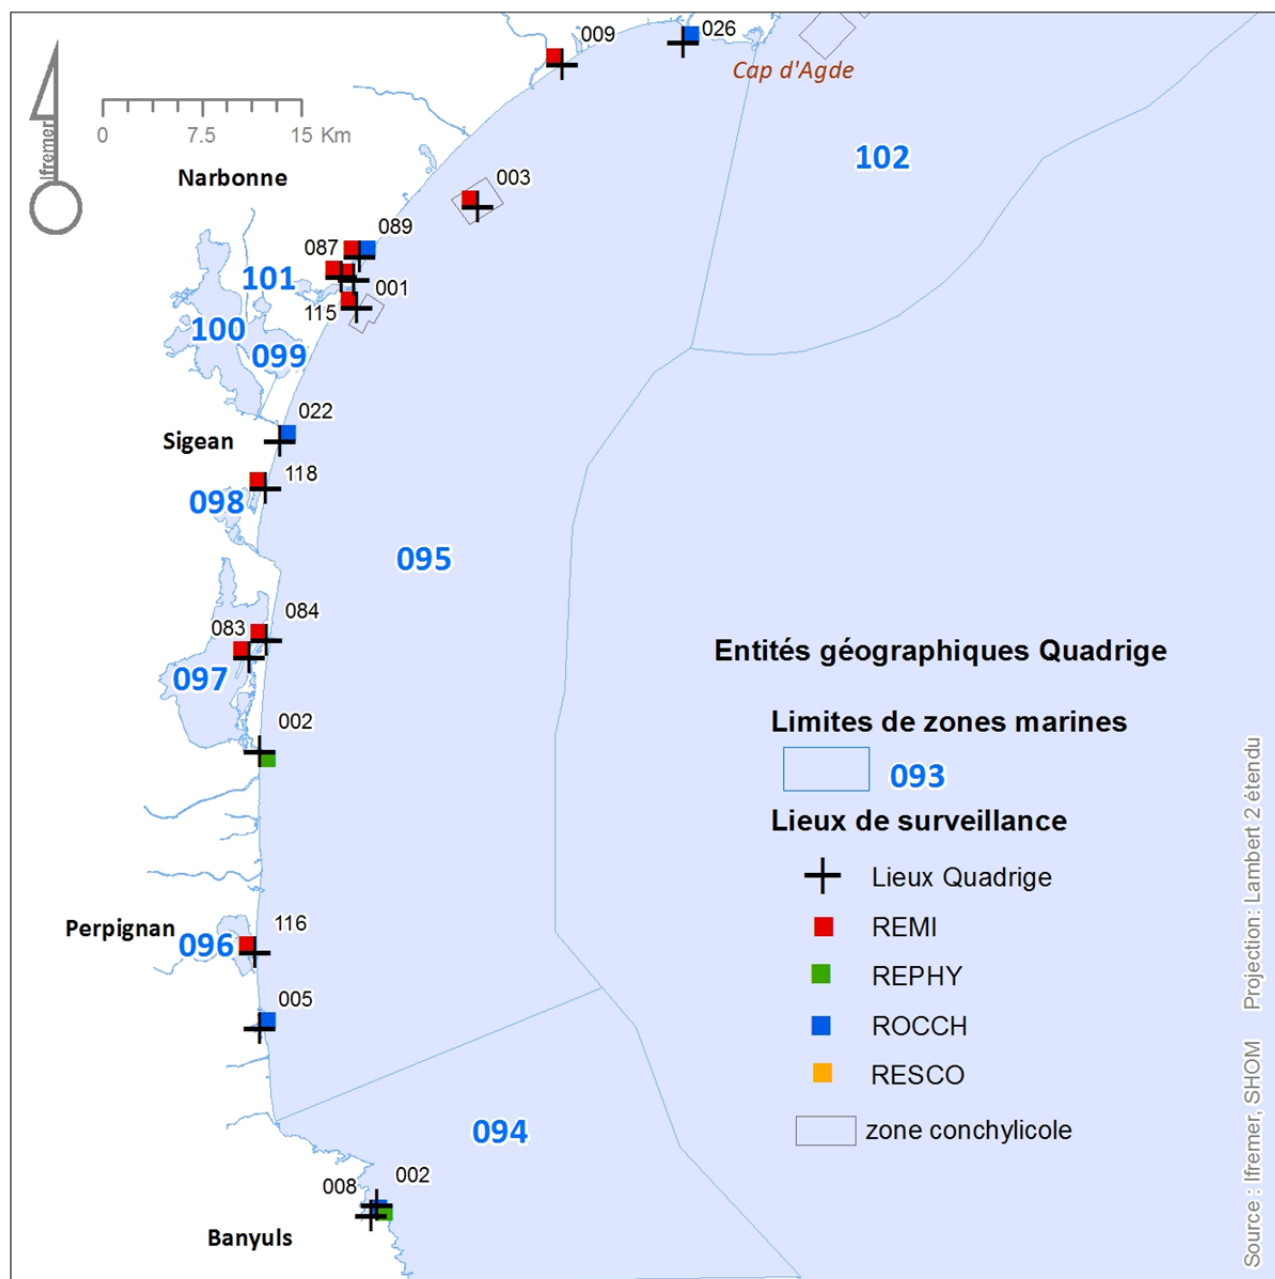 009
026
Cap d'Agde
Ifremer
0 7.5 15 Km
102
Narbonne
003
089
087
101
001
115
100
099
022
Sigean
118
098
095
084
083
097
002
Entités géographiques Quadrige
Limites de zones marines
093
Lieux de surveillance
Lieux Quadrige
REMI
REPHY
ROCCH
RESCO
zone conchylicole
Perpignan
096
116
005
094
008
002
Banyuls
Source : Ifremer, SHOM Projection: Lambert 2 étendu